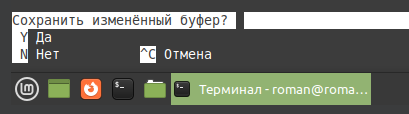 Сохранить изменённый буфер?
Y Да
N Нет ^C Отмена
Терминал - roman@roma...